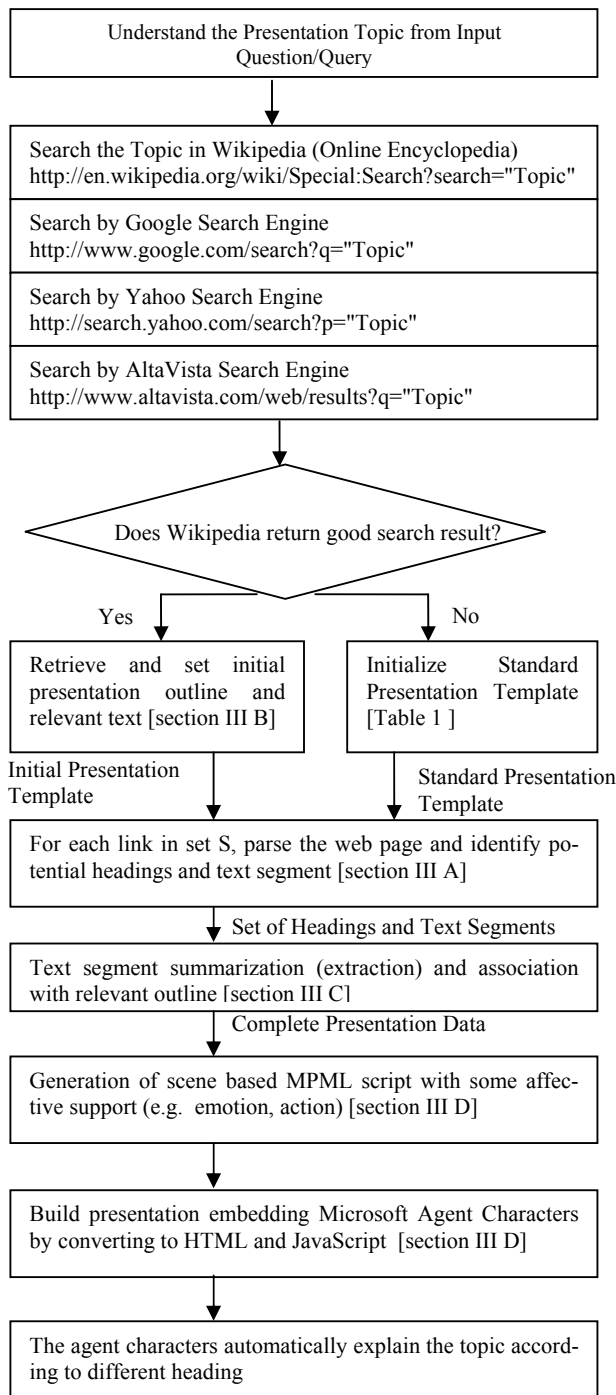 Understand the Presentation Topic from Input
Question/Query
Search the Topic in Wikipedia (Online Encyclopedia)
http://en.wikipedia.org/wiki/Special:Search?search="Topic"
Search by Google Search Engine
http://www.google.com/search?q="Topic"
Search by Yahoo Search Engine
http://search.yahoo.com/search?p="Topic"
Search by AltaVista Search Engine
http://www.altavista.com/web/results?q="Topic"
Does Wikipedia return good search result?
Yes
No
Retrieve and set initial
presentation outline and
relevant text [section III B]
Initialize Standard
Presentation Template
[Table 1 ]
Initial Presentation
Template
Standard Presentation
Template
For each link in set S, parse the web page and identify po-
tential headings and text segment [section III A]
Set of Headings and Text Segments
Text segment summarization (extraction) and association
with relevant outline [section III C]
Complete Presentation Data
Generation of scene based MPML script with some affec-
tive support (e.g. emotion, action) [section III D]
Build presentation embedding Microsoft Agent Characters
by converting to HTML and JavaScript [section III D]
The agent characters automatically explain the topic accord-
ing to different heading